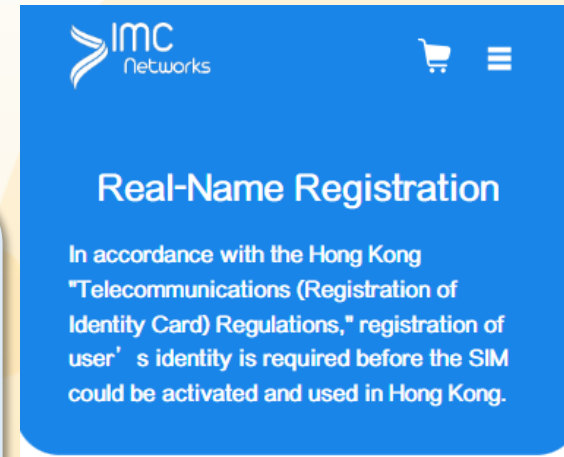 IMC
Networks
Real-Name Registration
In accordance with the Hong Kong
"Telecommunications (Registration of
Identity Card) Regulations," registration of
user’s identity is required before the SIM
could be activated and used in Hong Kong.